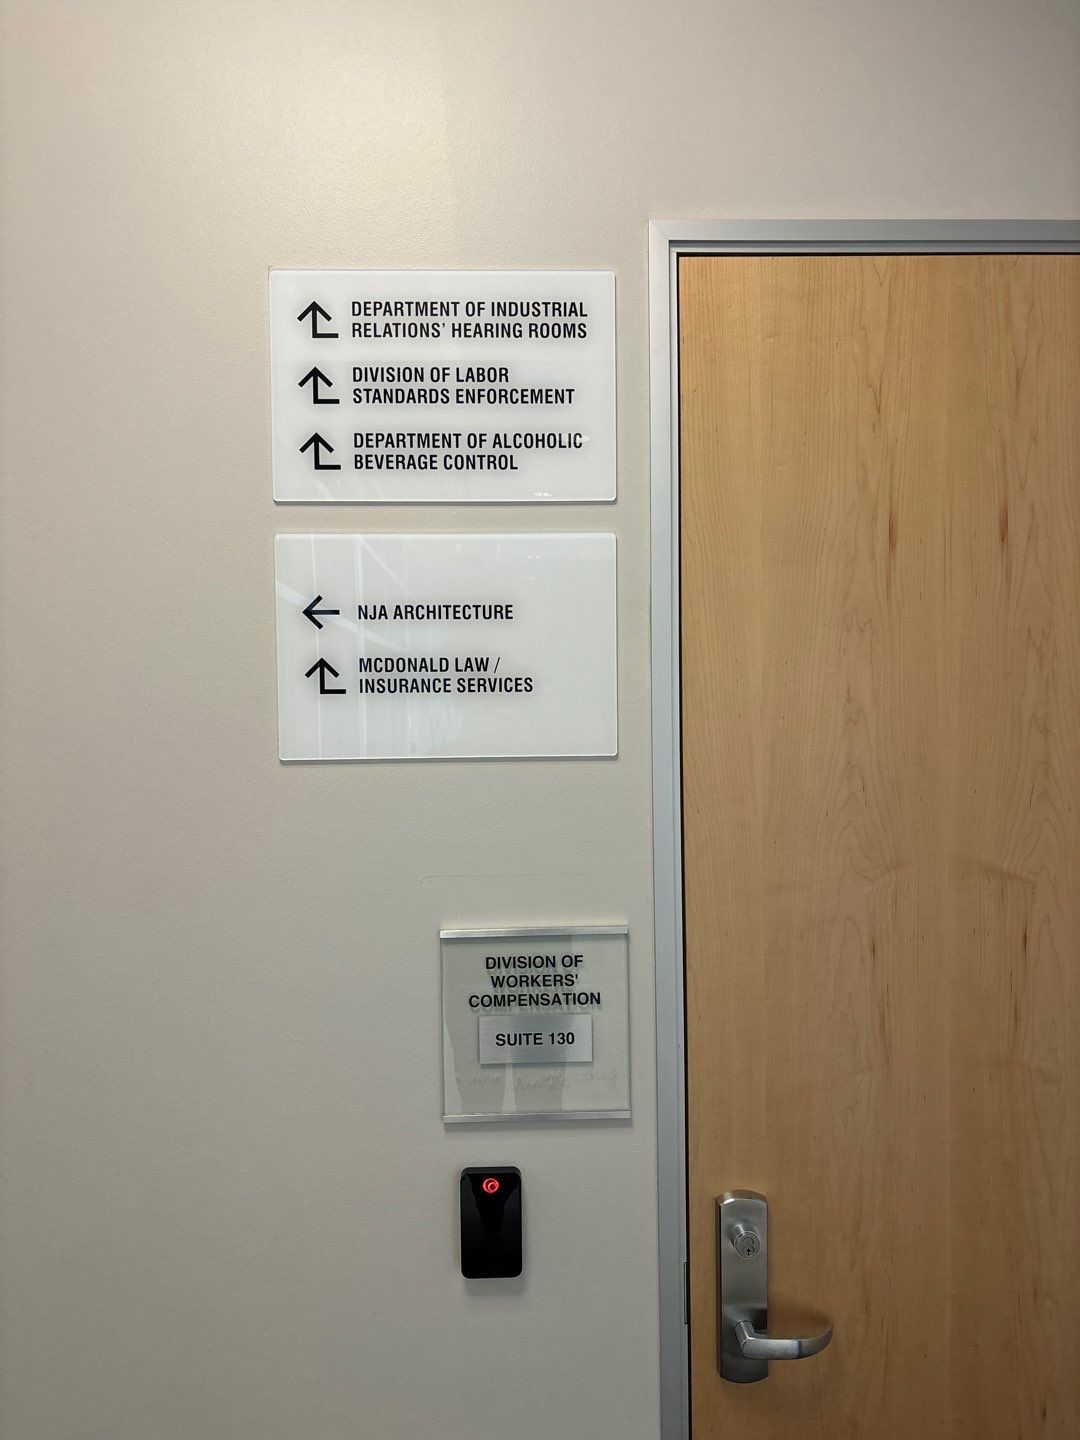 DEPARTMENT OF INDUSTRIAL
RELATIONS' HEARING ROOMS
DIVISION OF LABOR
STANDARDS ENFORCEMENT
DEPARTMENT OF ALCOHOLIC
BEVERAGE CONTROL
NJA ARCHITECTURE
MCDONALD LAW /
INSURANCE SERVICES
DIVISION OF
WORKERS'
COMPENSATION
SUITE 130